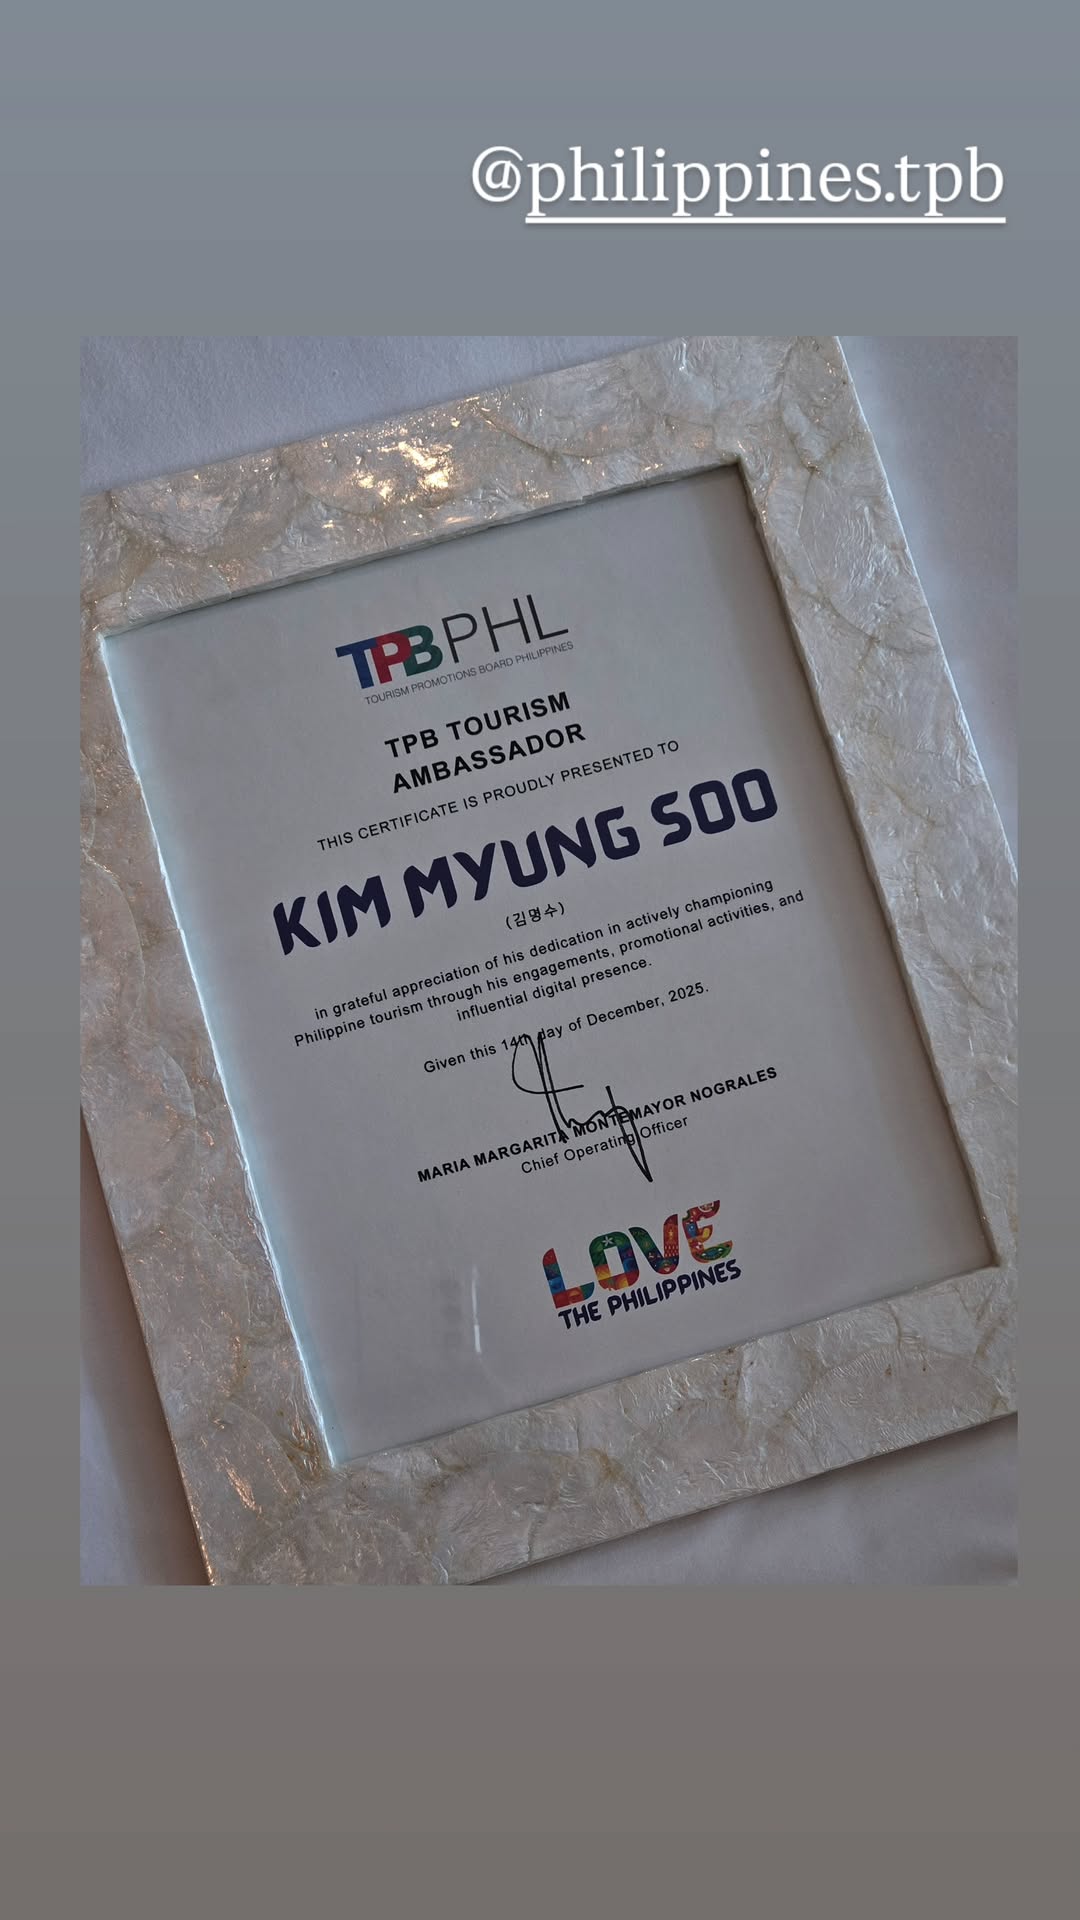 @philippines.tpb
TPBPHL
TOURISM PROMOTIONS BOARD PHILIPPINES
TPB TOURISM
AMBASSADOR
THIS CERTIFICATE IS PROUDLY PRESENTED TO
KIM MYUNG SOO
(김명수)
in grateful appreciation of his dedication in actively championing
Philippine tourism through his engagements, promotional activities, and
influential digital presence.
Given this 14th day of December, 2025.
MARIA MARGARITA MONTEMAYOR NOGRALES
Chief Operating Officer
LOVE
THE PHILIPPINES